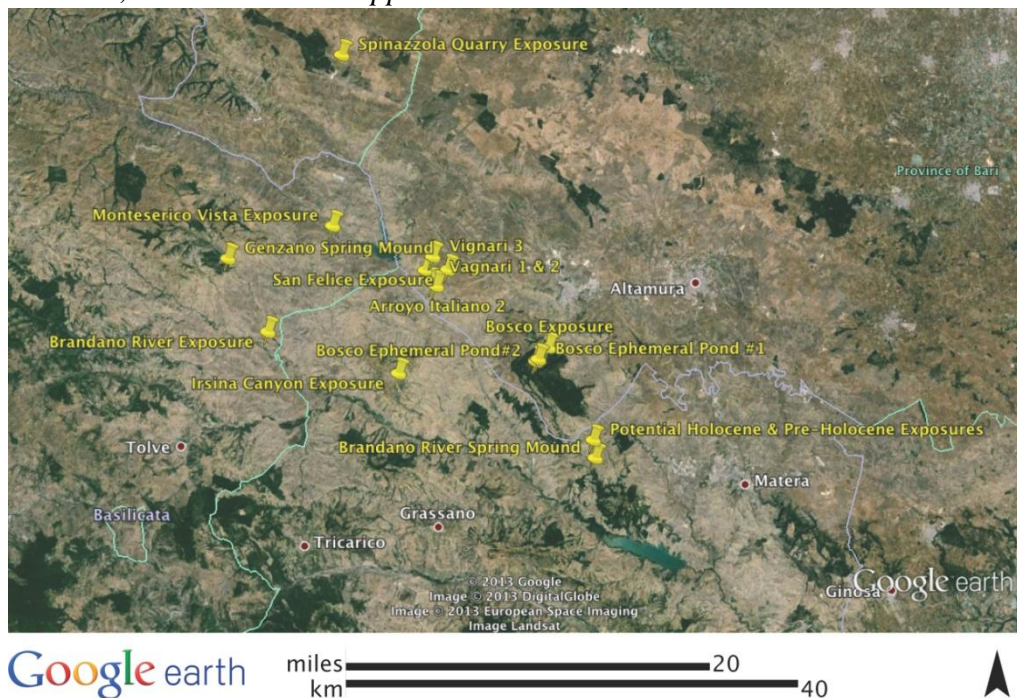 Spinazzola Quarry Exposure
Province of Bari
Monteserico Vista Exposure
Genzano Spring Mound
Vignari 3
Vagnari 1 & 2
San Felice Exposure
Altamura
Arroyo Italiano 2
Bosco Exposure
Brandano River Exposure
Bosco Ephemeral Pond#2
Bosco Ephemeral Pond #1
Irsina Canyon Exposure
Potential Holocene & Pre-Holocene Exposures
Tolve
Brandano River Spring Mound
Matera
Basilicata
Grassano
Tricarico
© 2013 Google
Image © 2013 DigitalGlobe
Image © 2013 European Space Imaging
Image Landsat
Ginosa
Google earth
Google earth
miles 20
km 40